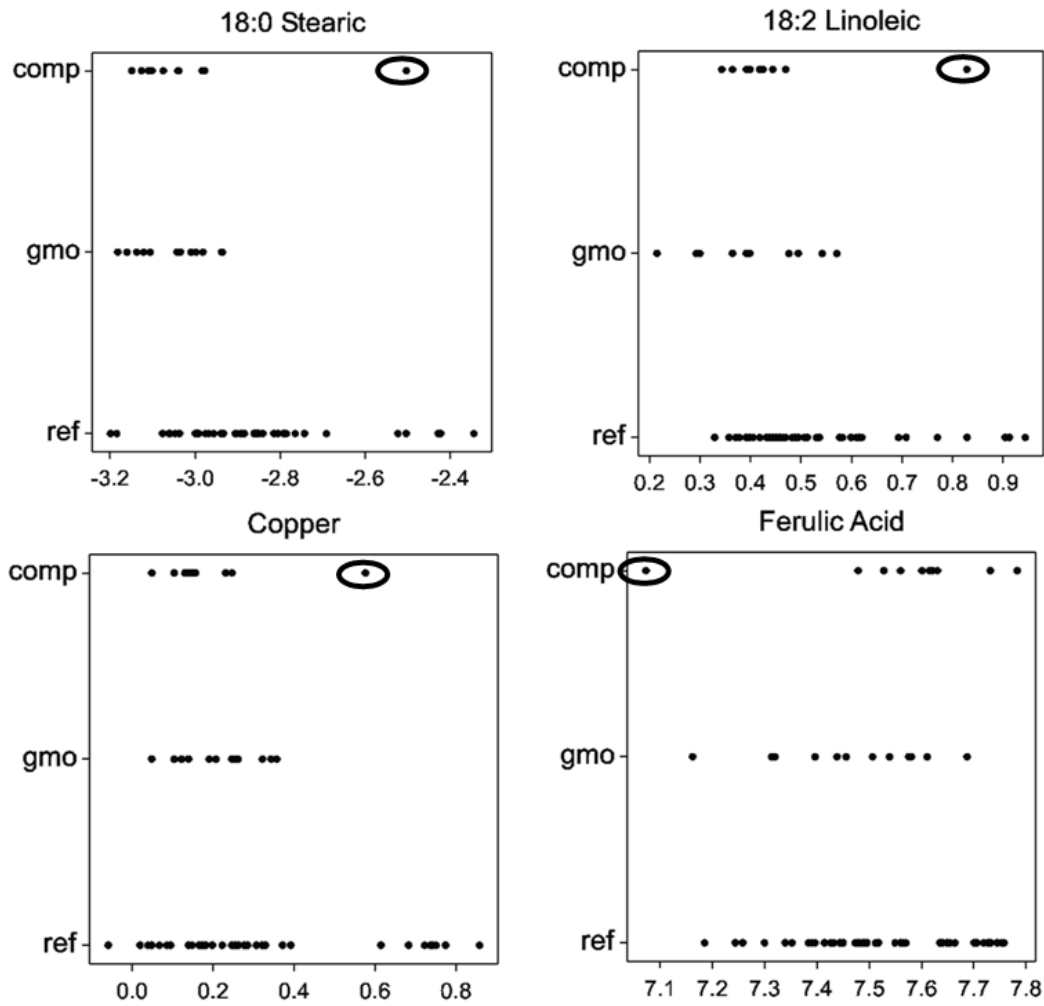 18:0 Stearic
comp
gmo
ref
-3.2 -3.0 -2.8 -2.6 -2.4
18:2 Linoleic
comp
gmo
ref
0.2 0.3 0.4 0.5 0.6 0.7 0.8 0.9
Copper
comp
gmo
ref
0.0 0.2 0.4 0.6 0.8
Ferulic Acid
comp
gmo
ref
7.1 7.2 7.3 7.4 7.5 7.6 7.7 7.8